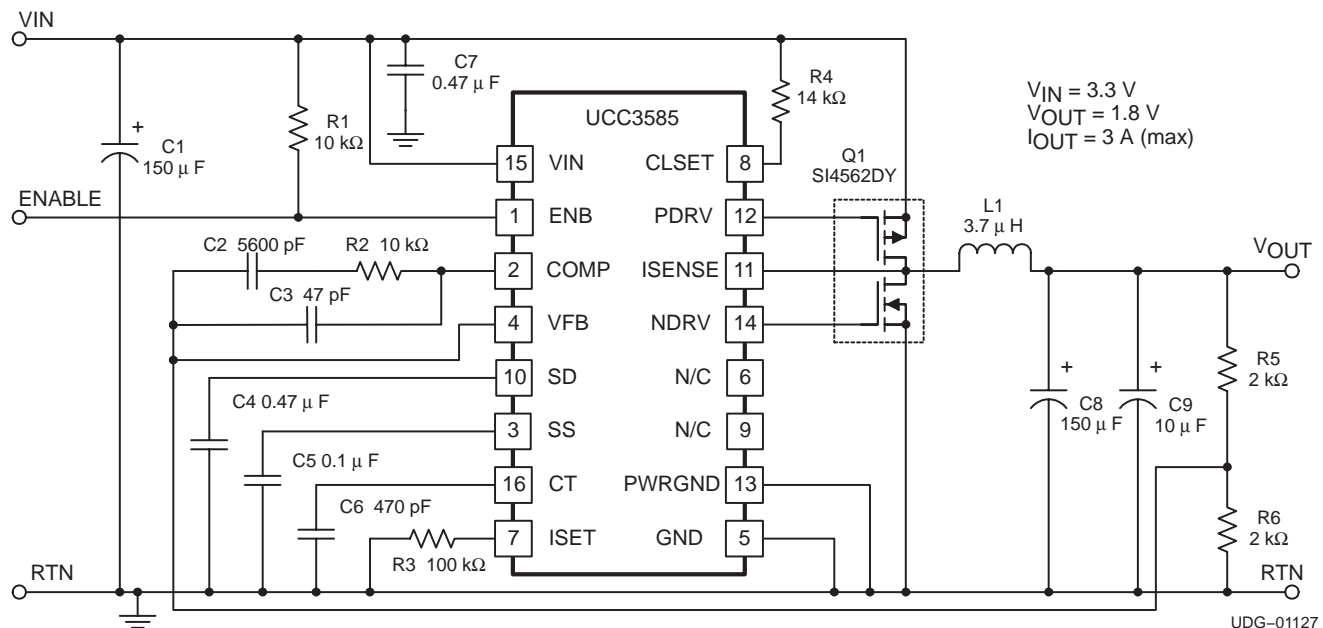 VIN
C7
0.47 μ F
R4
14 kΩ
VIN = 3.3 V
VOUT = 1.8 V
IOUT = 3 A (max)
UCC3585
R1
10 kΩ
+
C1
150 μ F
15 VIN
CLSET 8
Q1
SI4562DY
ENABLE
1 ENB
PDRV 12
L1
3.7 μ H
C2 5600 pF
R2 10 kΩ
2 COMP
ISENSE 11
VOUT
C3 47 pF
4 VFB
NDRV 14
10 SD
N/C 6
+
C8
150 μ F
+
C9
10 μ F
R5
2 kΩ
C4 0.47 μ F
3 SS
N/C 9
C5 0.1 μ F
16 CT
PWRGND 13
C6 470 pF
7 ISET
GND 5
R3 100 kΩ
R6
2 kΩ
RTN
RTN
UDG–01127